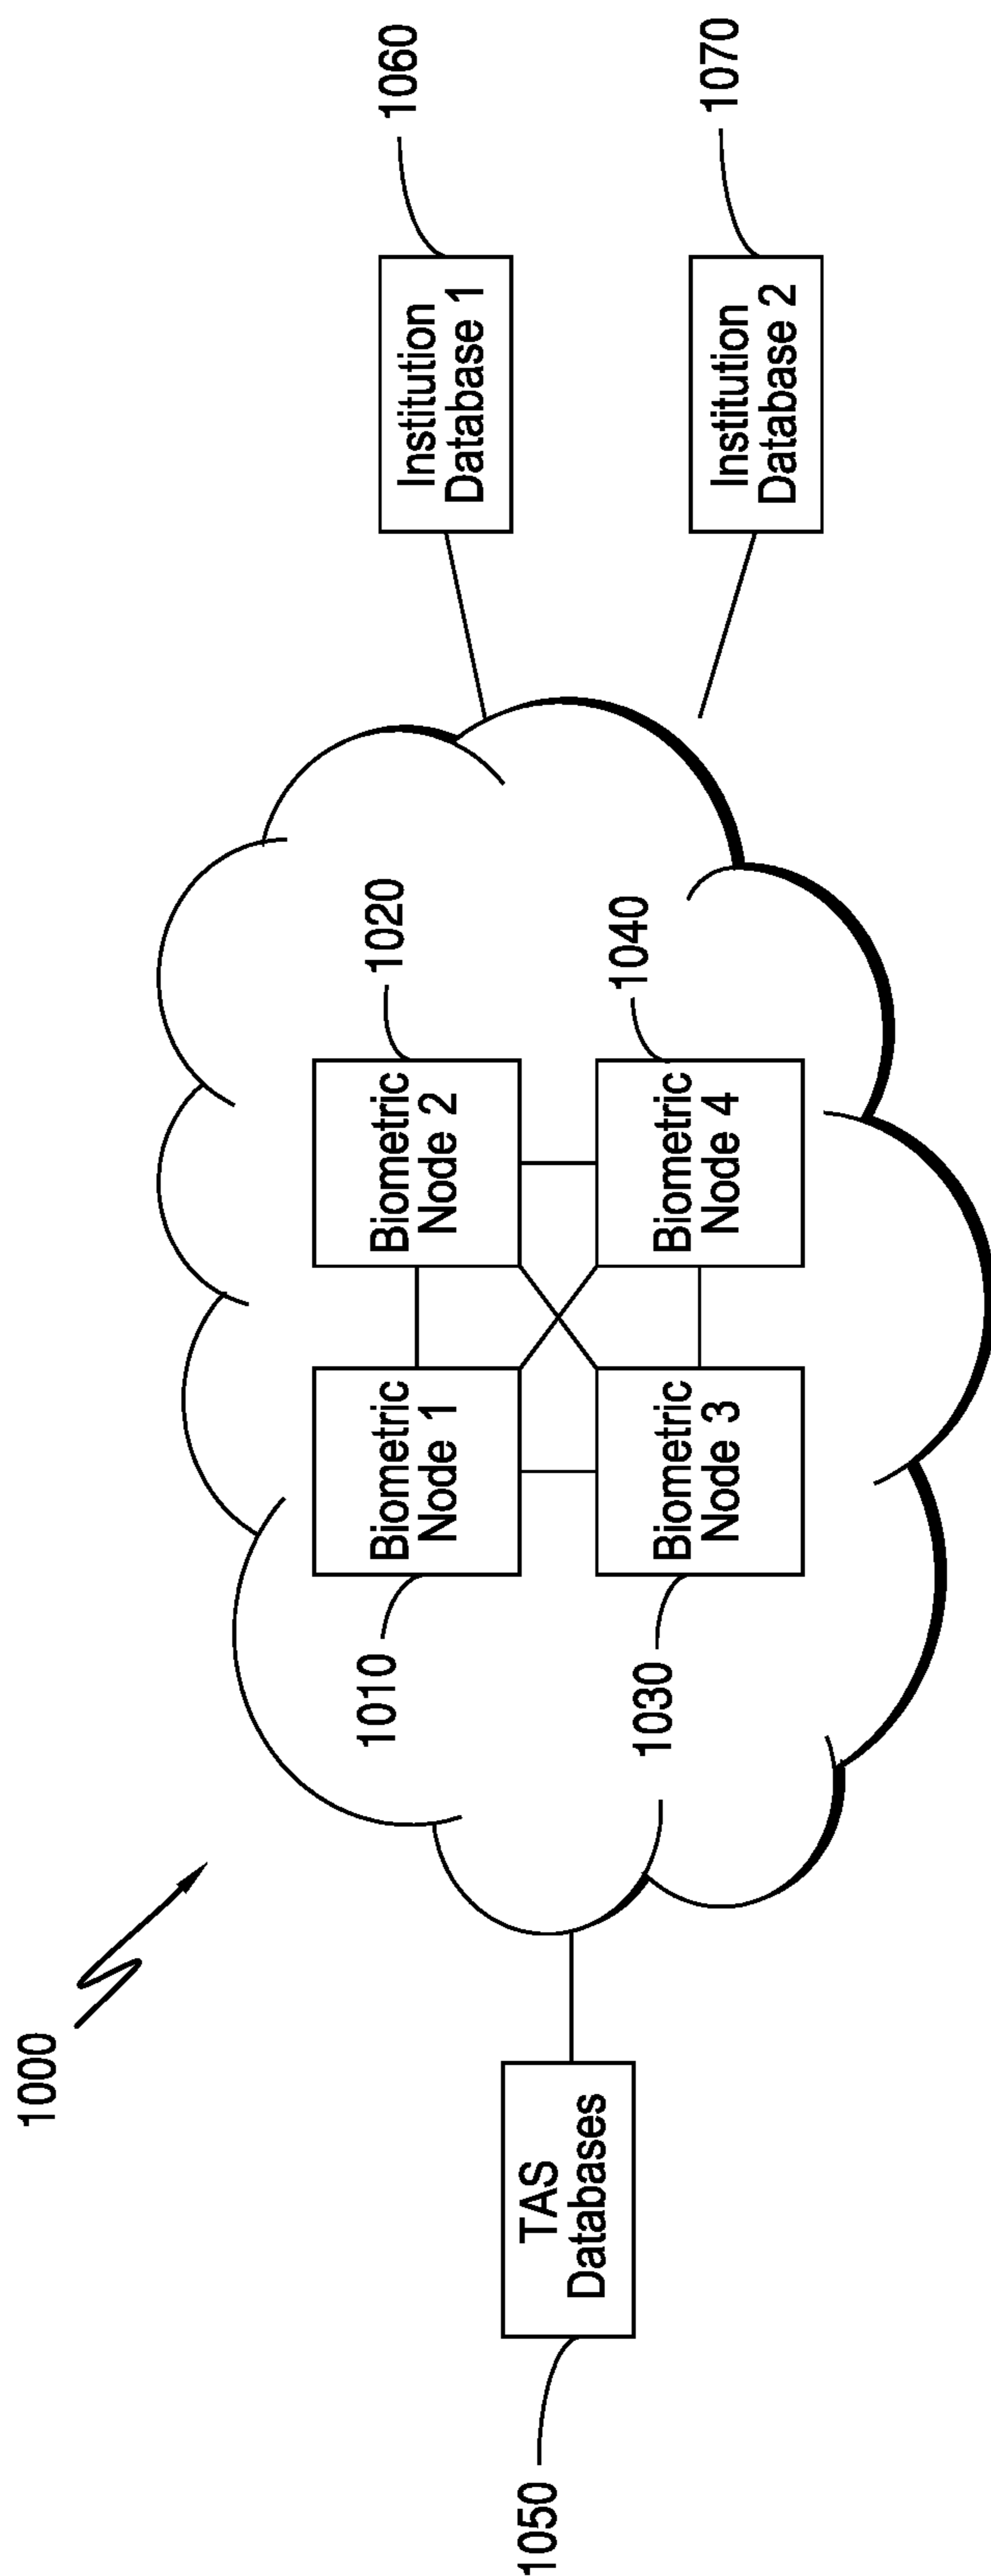 1000
1060
Institution
Database 1
1070
Institution
Database 2
1020
Biometric
Node 2
1040
Biometric
Node 4
1010
Biometric
Node 1
1030
Biometric
Node 3
1050
TAS
Databases